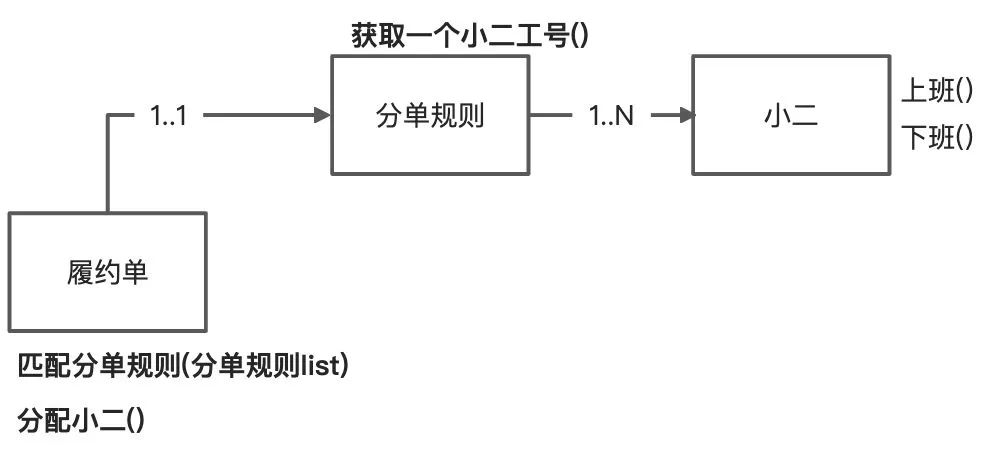 获取一个小二工号()
1..1
分单规则
1..N
小二
上班()
下班()
履约单
匹配分单规则(分单规则list)
分配小二()